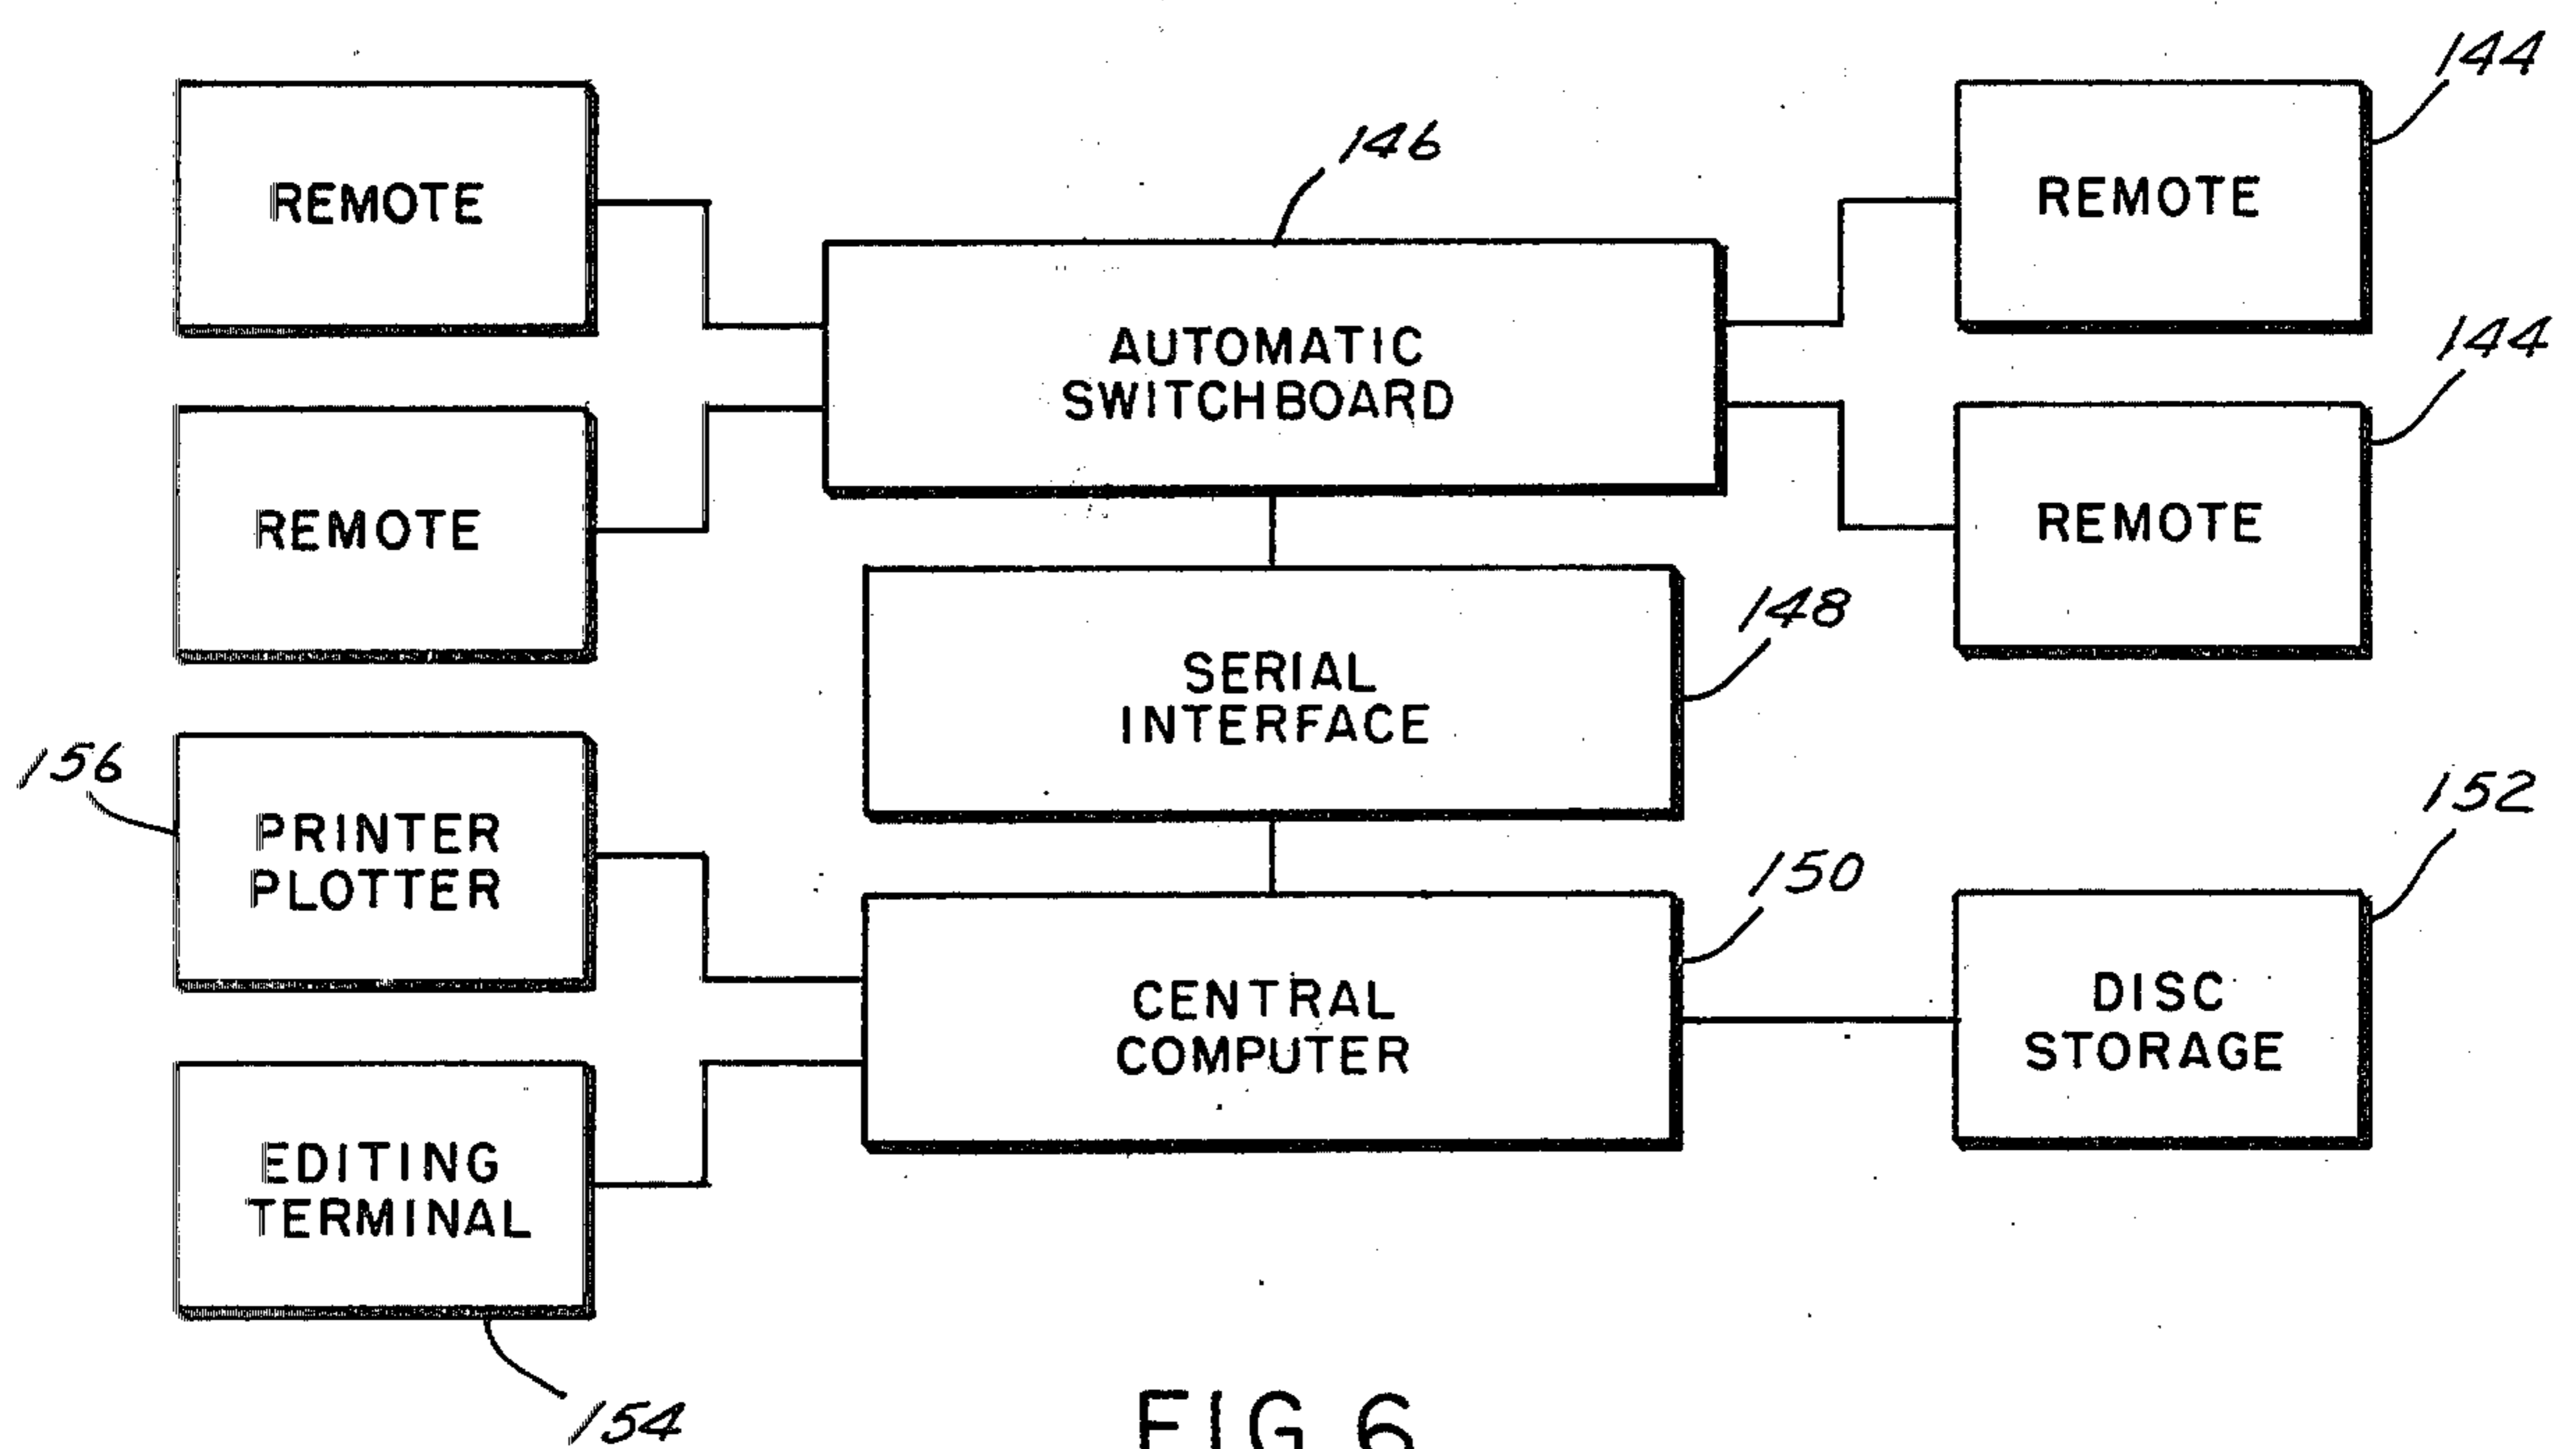 144
146
REMOTE
REMOTE
144
AUTOMATIC
SWITCHBOARD
REMOTE
REMOTE
148
SERIAL
INTERFACE
156
152
PRINTER
PLOTTER
150
CENTRAL
COMPUTER
DISC
STORAGE
EDITING
TERMINAL
154
FIG 6